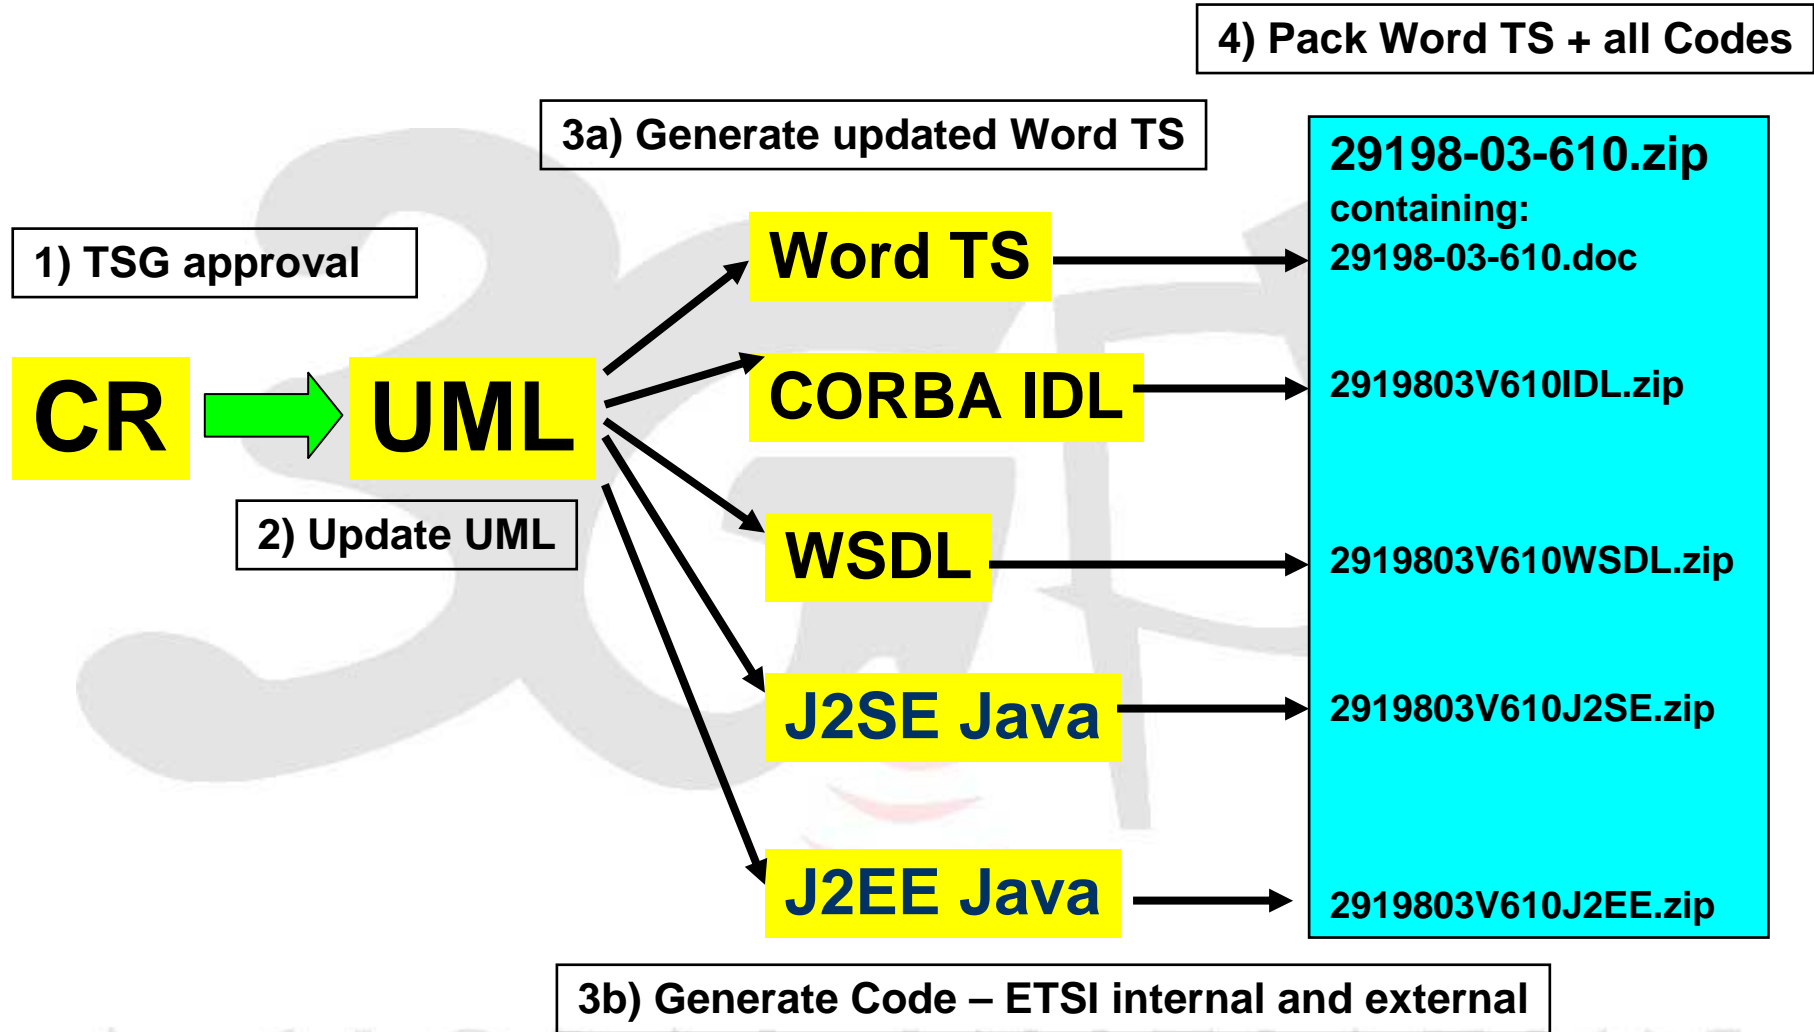 4) Pack Word TS + all Codes
3a) Generate updated Word TS
29198-03-610.zip
containing:
29198-03-610.doc
1) TSG approval
Word TS
CR
UML
CORBA IDL
2919803V610IDL.zip
2) Update UML
WSDL
2919803V610WSDL.zip
J2SE Java
2919803V610J2SE.zip
J2EE Java
2919803V610J2EE.zip
3b) Generate Code – ETSI internal and external